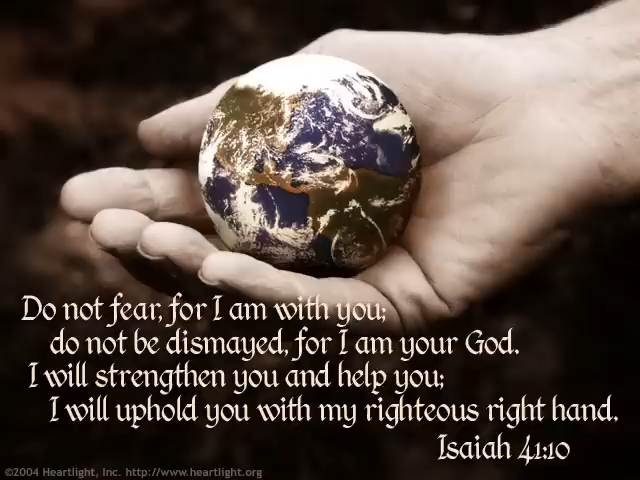 Do not fear, for I am with you;
do not be dismayed, for I am your God.
I will strengthen you and help you;
I will uphold you with my righteous right hand.
Isaiah 41:10
©2004 Heartlight, Inc. http://www.heartlight.org